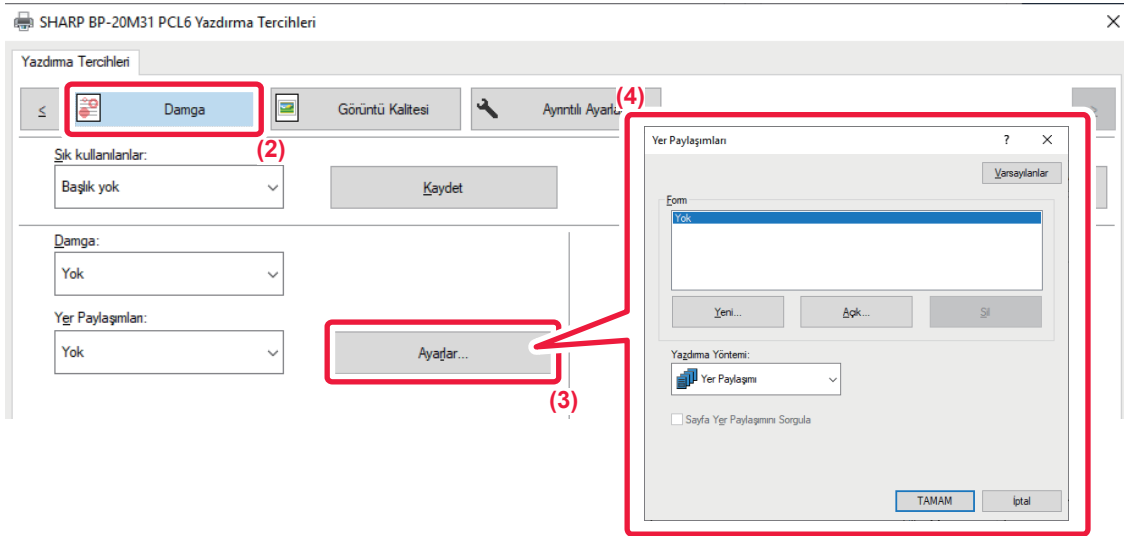 SHARP BP-20M31 PCL6 Yazdırma Tercihleri
Yazdırma Tercihleri
≤ Damga Görüntü Kalitesi
(2)
Sık kullanılanlar:
Başlık yok
Kaydet
Damga:
Yok
Yer Paylaşımları:
Yok
Ayarlar...
(3)
(4)
Yer Paylaşımları ?
Varsayılanlar
Form
Yok
Yeni... Açık... Sil
Yazdırma Yöntemi:
Yer Paylaşımı
Sayfa Yer Paylaşımını Sorgula
TAMAM İptal